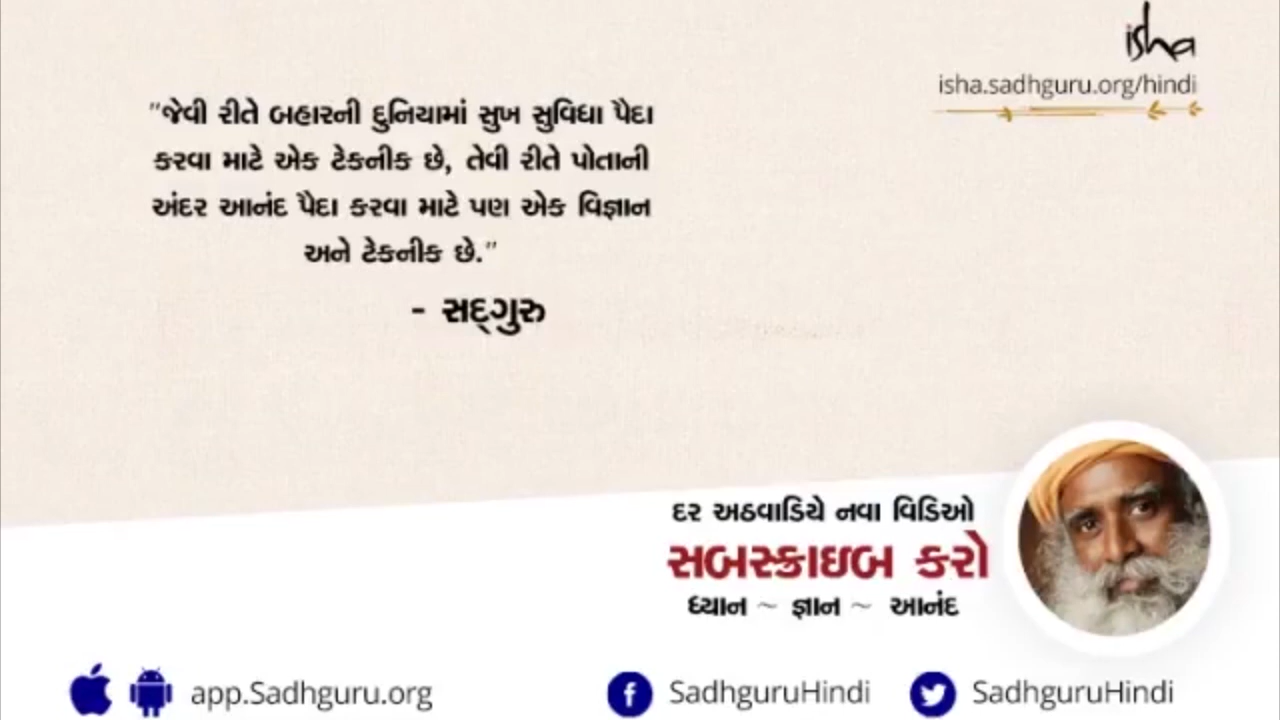 isha
isha.sadhguru.org/hindi
"જેવી રીતે બહારની દુનિયામાં સુખ સુવિધા પૈદા
કરવા માટે એક ટેકનીક છે, તેવી રીતે પોતાની
અંદર આનંદ પૈદા કરવા માટે પણ એક વિજ્ઞાન
અને ટેકનીક છે."
- સદ્‌ગુરુ
દર અઠવાડિયે નવા વિડિઓ
સબસ્ક્રાઇબ કરો
ધ્યાન ~ જ્ઞાન ~ આનંદ
app.Sadhguru.org
SadhguruHindi
SadhguruHindi